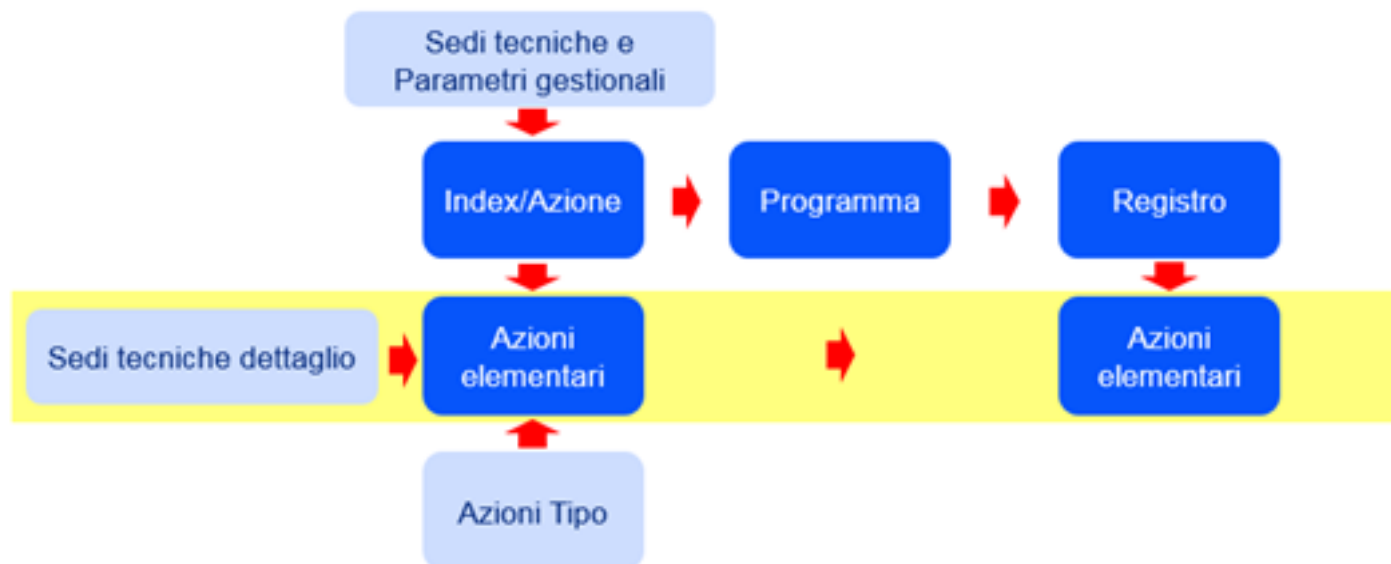 Sedi tecniche e
Parametri gestionali
Index/Azione
Programma
Registro
Sedi tecniche dettaglio
Azioni
elementari
Azioni
elementari
Azioni Tipo